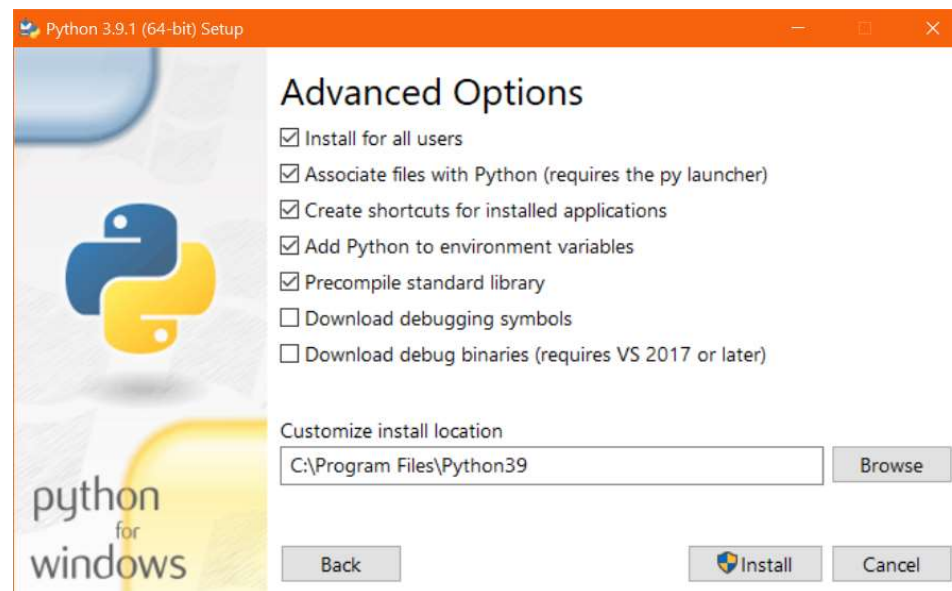 Python 3.9.1 (64-bit) Setup
Advanced Options
Install for all users
Associate files with Python (requires the py launcher)
Create shortcuts for installed applications
Add Python to environment variables
Precompile standard library
Download debugging symbols
Download debug binaries (requires VS 2017 or later)
Customize install location
C:\Program Files\Python39
Browse
python
for
windows
Back
Install
Cancel